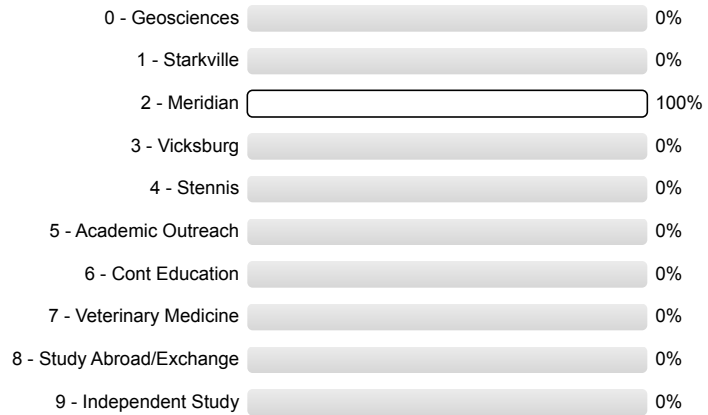 0 - Geosciences 0%
1 - Starkville 0%
2 - Meridian 100%
3 - Vicksburg 0%
4 - Stennis 0%
5 - Academic Outreach 0%
6 - Cont Education 0%
7 - Veterinary Medicine 0%
8 - Study Abroad/Exchange 0%
9 - Independent Study 0%